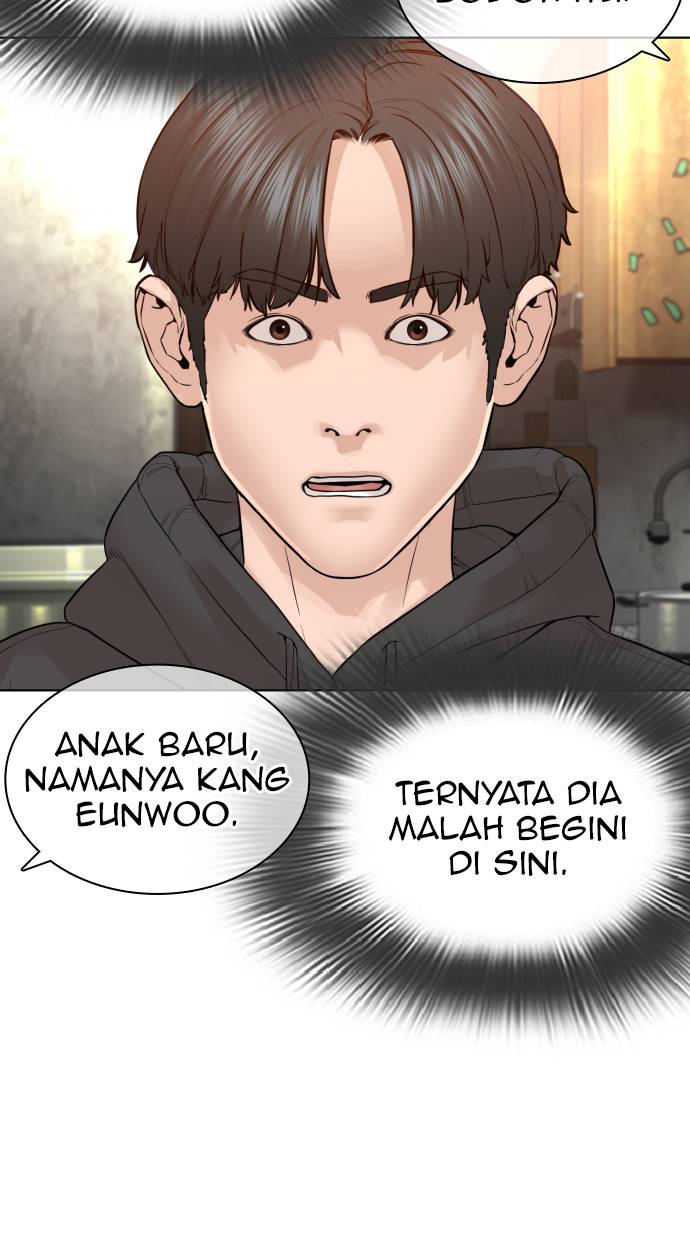 ANAK BARU,
NAMANYA KANG
EUNWOO.
TERNYATA DIA
MALAH BEGINI
DI SINI.